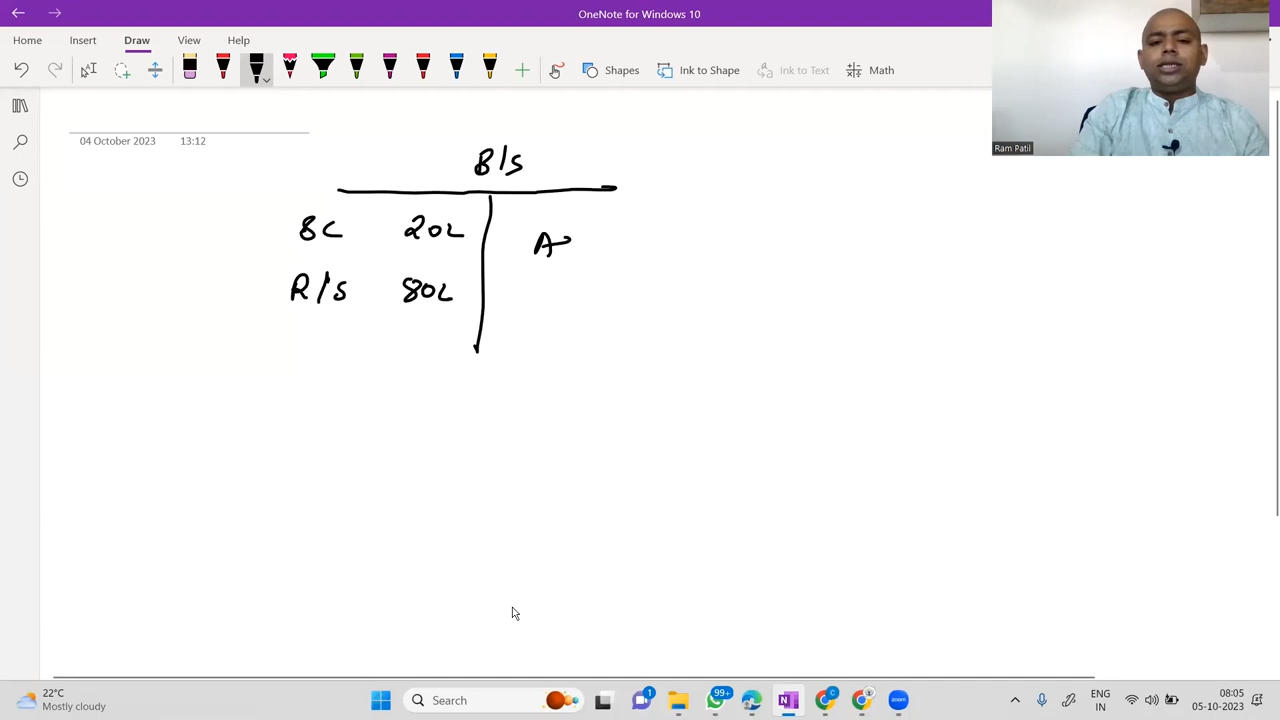 OneNote for Windows 10
Home Insert Draw View Help
Shapes Ink to Shape Ink to Text Math
Ram Patil
04 October 2023 13:12
B/S
SC 20L
R/S 80L
22°C
Mostly cloudy
Search
1
99+
ENG
IN
08:05
05-10-2023